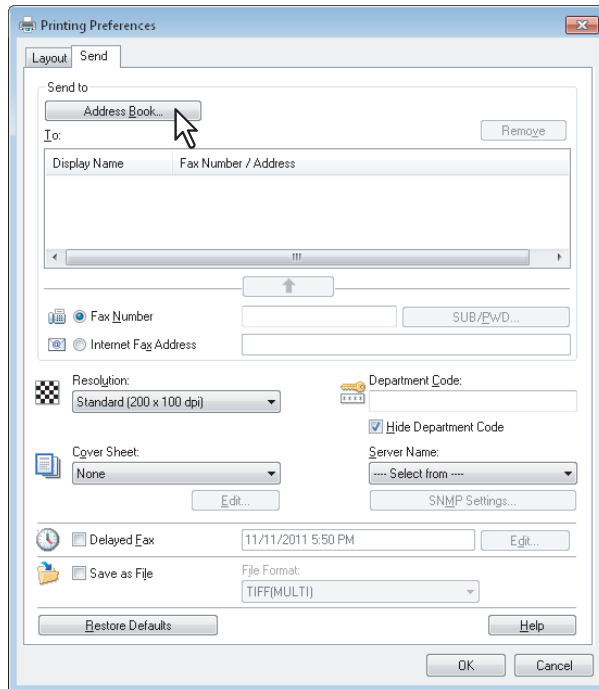 Printing Preferences
Layout Send
Send to
Address Book...
To: Remove
Display Name Fax Number / Address
Fax Number SUB/PWD...
Internet Fax Address
Resolution: Department Code:
Standard (200 x 100 dpi)
Hide Department Code
Cover Sheet: Server Name:
None ---- Select from ----
Edit... SNMP Settings...
Delayed Fax 11/11/2011 5:50 PM Edit...
Save as File File Format:
TIFF(MULTI)
Restore Defaults Help
OK Cancel